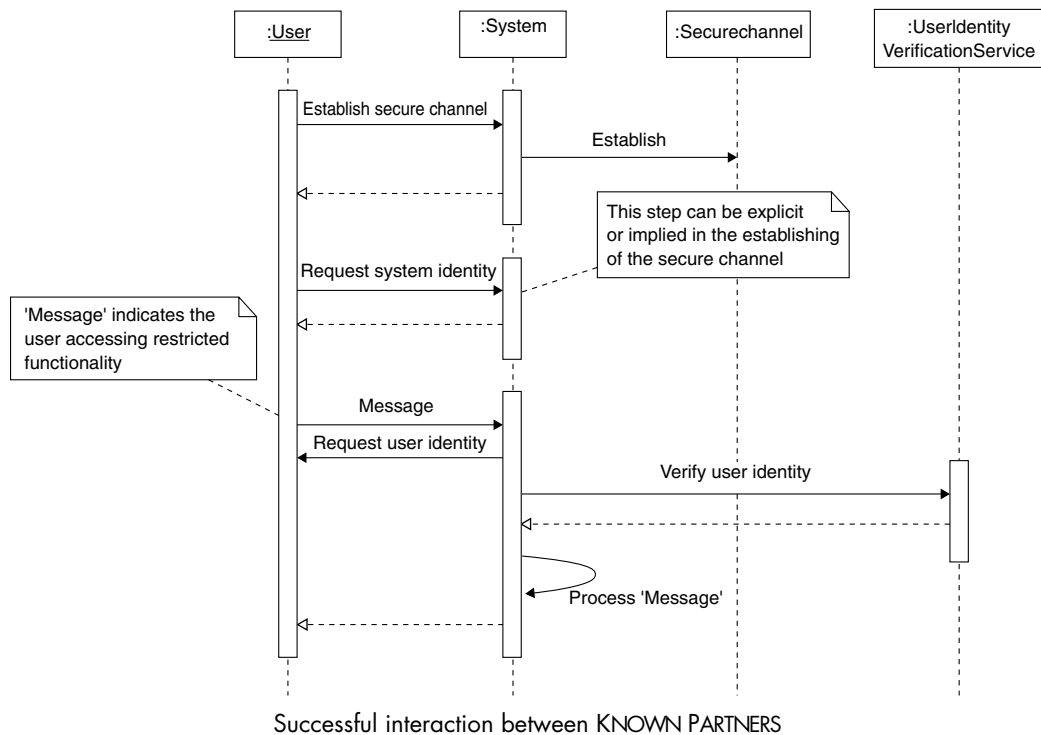 :User
:System
:Securechannel
:UserIdentity
VerificationService
Establish secure channel
Establish
This step can be explicit
or implied in the establishing
of the secure channel
Request system identity
'Message' indicates the
user accessing restricted
functionality
Message
Request user identity
Verify user identity
Process 'Message'
Successful interaction between KNOWN PARTNERS